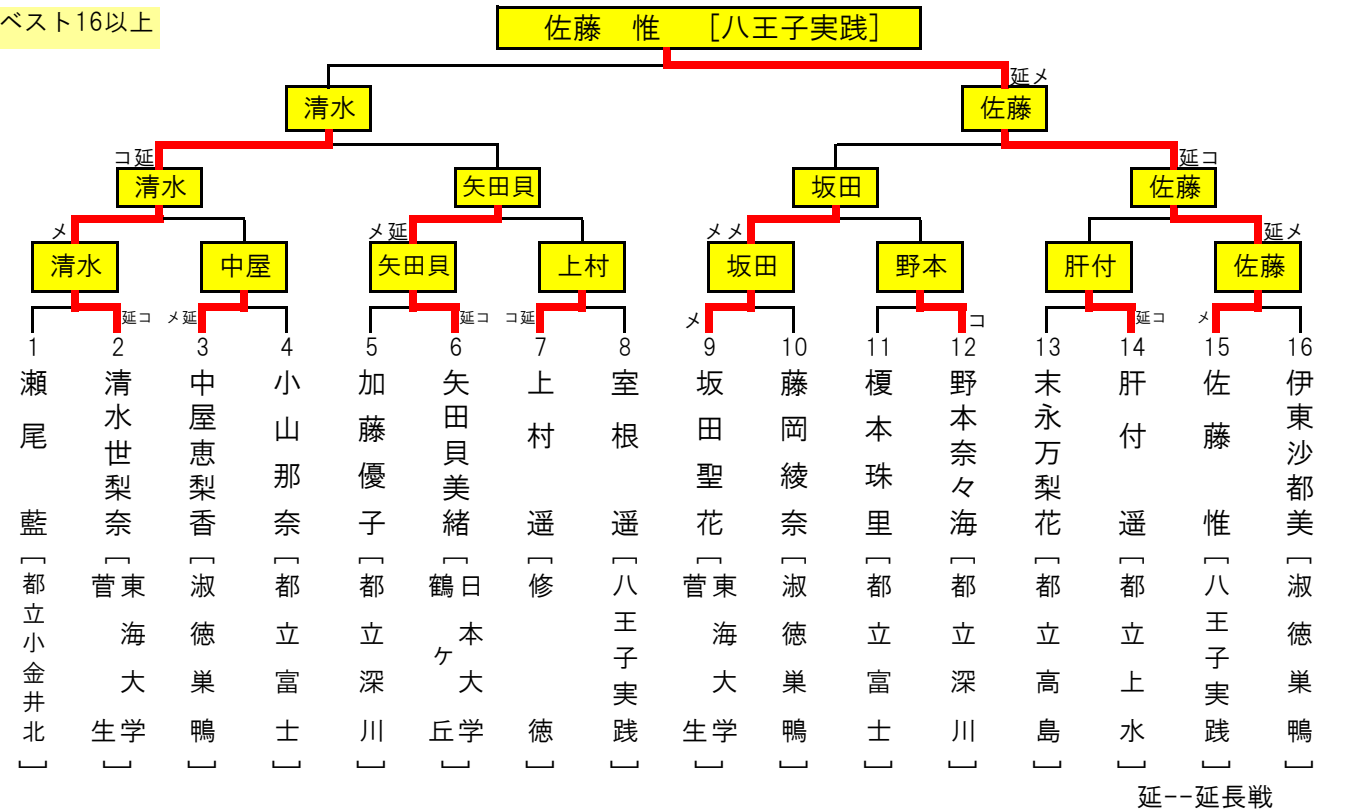 ベスト16以上
佐藤　惟　[八王子実践]
延メ
清水
佐藤
コ延
延コ
清水
矢田貝
坂田
佐藤
メ
メ延
メメ
延メ
清水
中屋
矢田貝
上村
坂田
野本
肝付
佐藤
延コ
メ延
延コ
コ延
メ
コ
延コ
メ
1
2
3
4
5
6
7
8
9
10
11
12
13
14
15
16
瀬尾　藍[都立小金井北]
清水世梨奈[東海大学菅生]
中屋恵梨香[淑徳巣鴨]
小山那奈[都立富士]
加藤優子[都立深川]
矢田貝美緒[日本大学鶴ケ丘]
上村　遥[修徳]
室根　遥[八王子実践]
坂田聖花[東海大学菅生]
藤岡綾奈[淑徳巣鴨]
榎本珠里[都立富士]
野本奈々海[都立深川]
末永万梨花[都立高島]
肝付　遥[都立上水]
佐藤　惟[八王子実践]
伊東沙都美[淑徳巣鴨]
延--延長戦